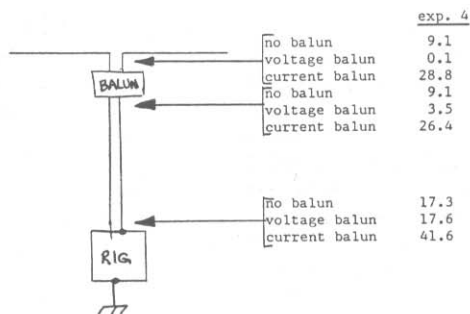 exp. 4
no balun 9.1
voltage balun 0.1
current balun 28.8
BALUN
no balun 9.1
voltage balun 3.5
current balun 26.4
no balun 17.3
voltage balun 17.6
current balun 41.6
RIG